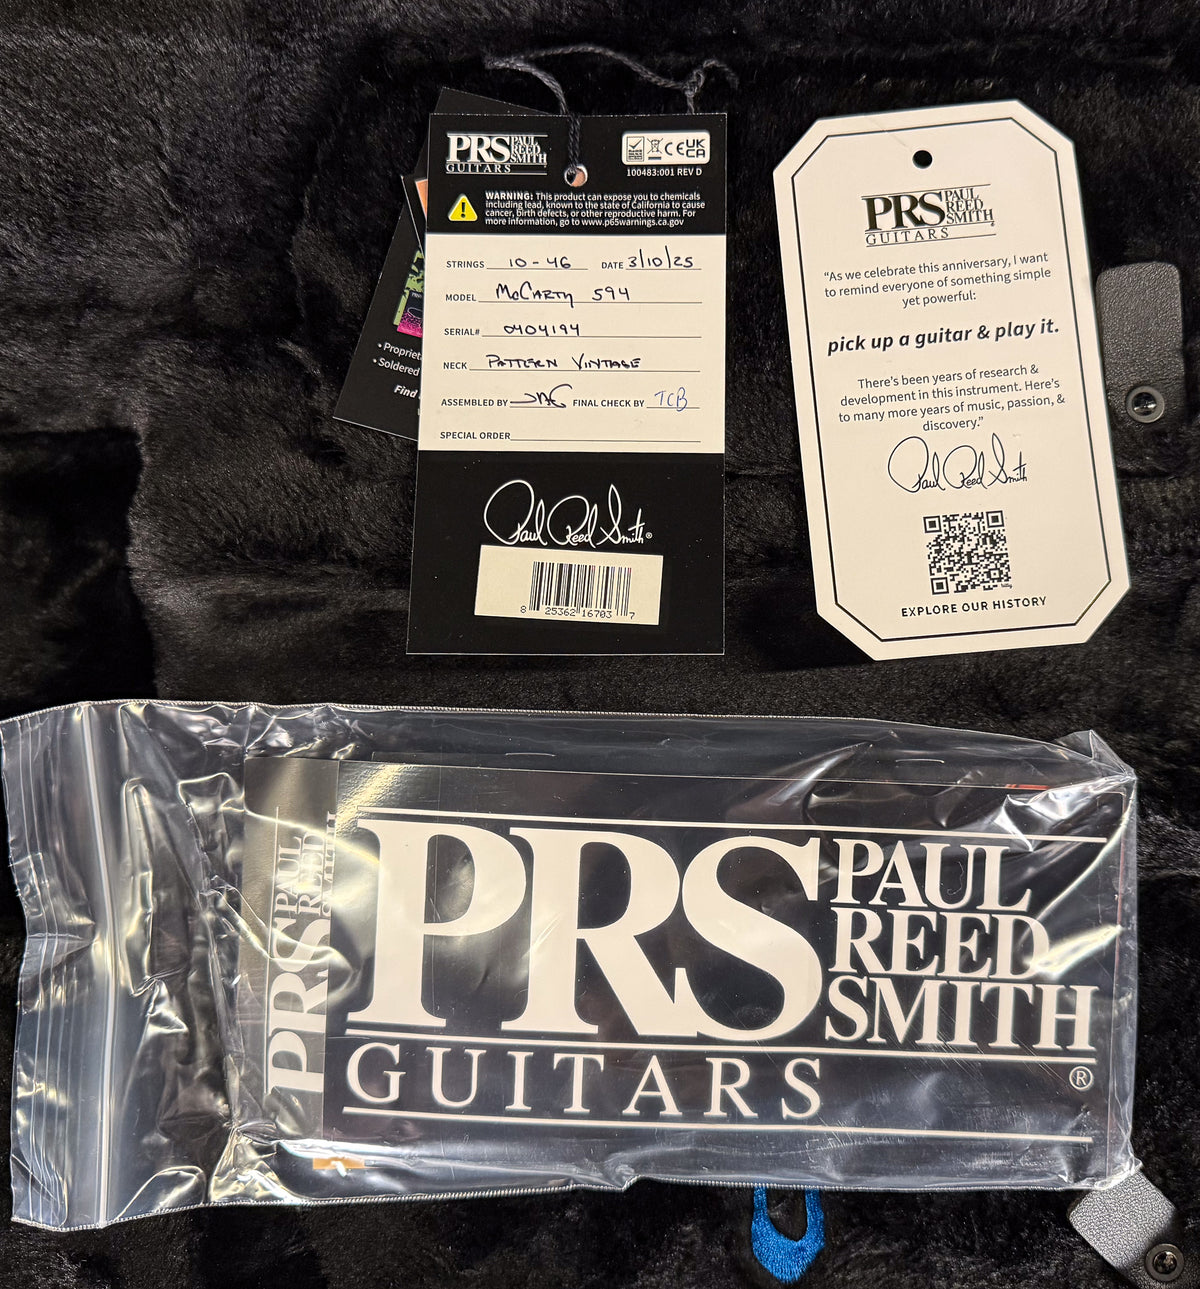 PRS PAUL
REED
SMITH
GUITARS
UK
CE CA
100483:001 REV D
WARNING: This product can expose you to chemicals
including lead, known to the state of California to cause
cancer, birth defects, or other reproductive harm. For
more information, go to www.p65warnings.ca.gov
STRINGS 10-46 DATE 3/10/25
MODEL McCarty 594
SERIAL# 0404194
NECK PATTERN VINTAGE
ASSEMBLED BY FINAL CHECK BY TCB
SPECIAL ORDER
Paul Reed Smith®
8 25362 16703 7
• Propriet
• Soldered
Find
PRS PAUL
REED
SMITH
GUITARS
“As we celebrate this anniversary, I want
to remind everyone of something simple
yet powerful:
pick up a guitar & play it.
There’s been years of research &
development in this instrument. Here’s
to many more years of music, passion, &
discovery.”
Paul Reed Smith
EXPLORE OUR HISTORY
PRS PAUL
REED
SMITH
PRS PAUL
REED
SMITH
GUITARS ®